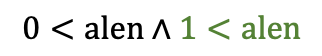 0 < alen ∧ 1 < alen